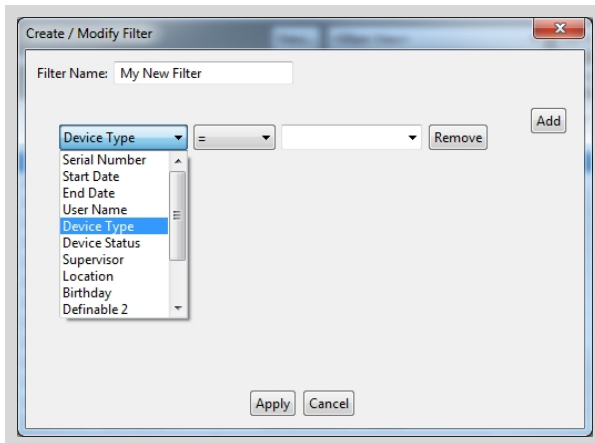 Create / Modify Filter
Filter Name: My New Filter
Add
Device Type = Remove
Serial Number
Start Date
End Date
User Name
Device Type
Device Status
Supervisor
Location
Birthday
Definable 2
Apply Cancel